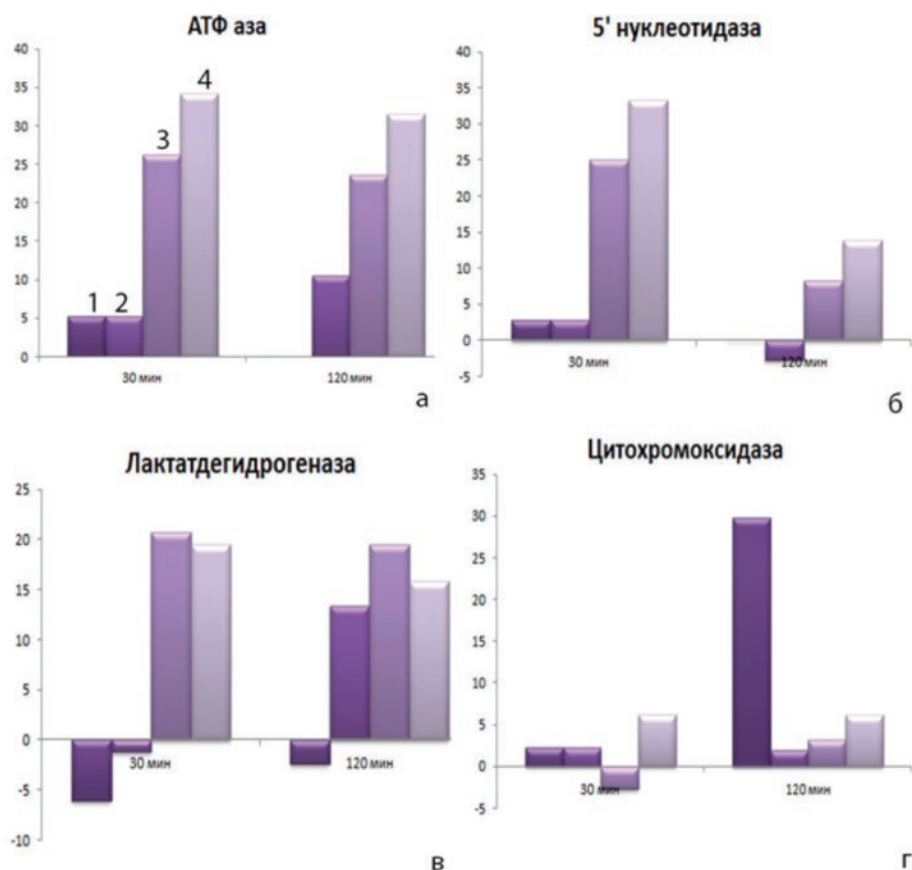 АТФ аза
40
35
30
25
20
15
10
5
0
1 2 3 4
30 мин 120 мин
а
5' нуклеотидаза
40
35
30
25
20
15
10
5
0
-5
30 мин 120 мин
б
Лактатдегидрогеназа
25
20
15
10
5
0
-5
-10
30 мин 120 мин
в
Цитохромоксидаза
35
30
25
20
15
10
5
0
-5
30 мин 120 мин
г